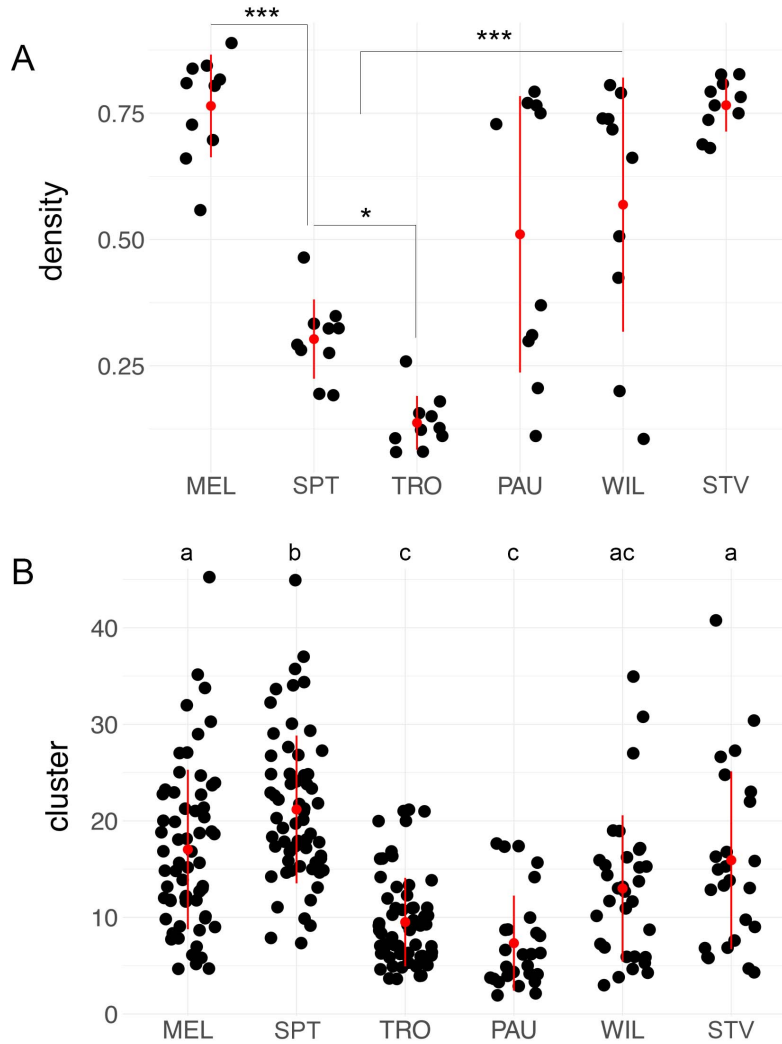 ***
***
A
0.75
*
0.50
0.25
density
MEL SPT TRO PAU WIL STV
B
a b c c ac a
40
30
20
10
0
cluster
MEL SPT TRO PAU WIL STV